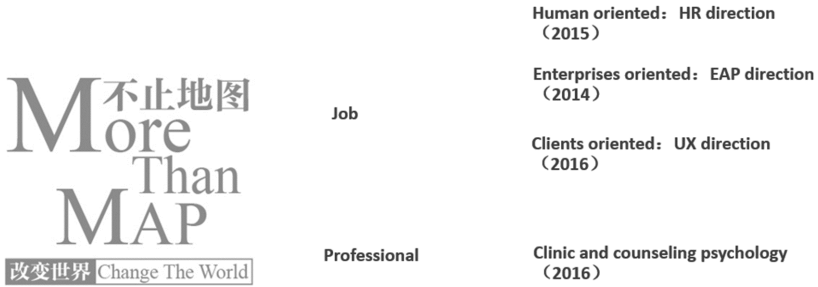 不止地图
More
Than
MAP
改变世界 Change The World
Job
Human oriented：HR direction
（2015）
Enterprises oriented：EAP direction
（2014）
Clients oriented：UX direction
（2016）
Professional
Clinic and counseling psychology
（2016）